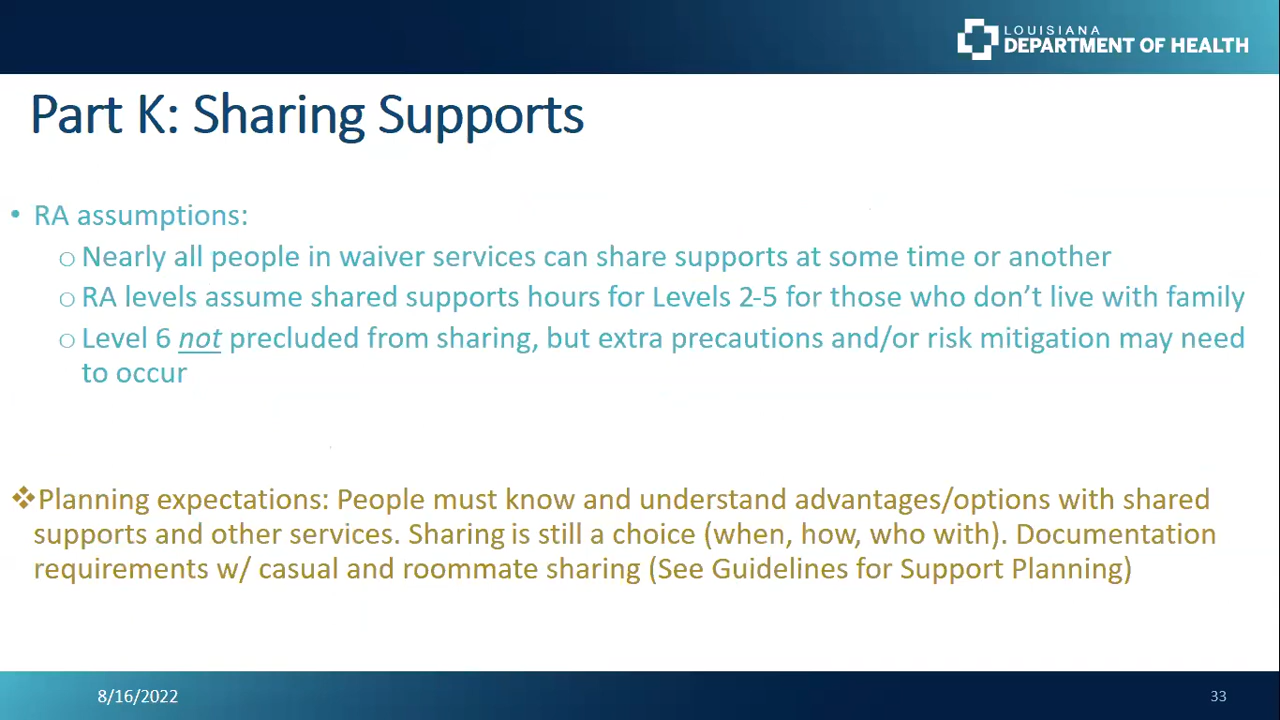 LOUISIANA
DEPARTMENT OF HEALTH
Part K: Sharing Supports
• RA assumptions:
o Nearly all people in waiver services can share supports at some time or another
o RA levels assume shared supports hours for Levels 2-5 for those who don’t live with family
o Level 6 not precluded from sharing, but extra precautions and/or risk mitigation may need
to occur
❖Planning expectations: People must know and understand advantages/options with shared
supports and other services. Sharing is still a choice (when, how, who with). Documentation
requirements w/ casual and roommate sharing (See Guidelines for Support Planning)
8/16/2022
33